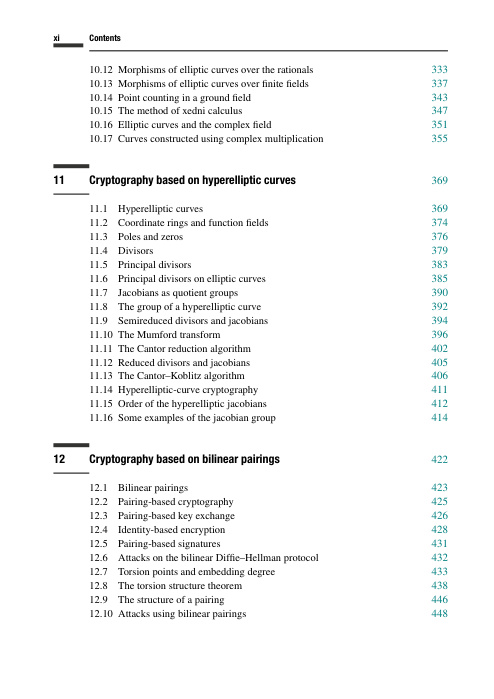 xi Contents
10.12 Morphisms of elliptic curves over the rationals 333
10.13 Morphisms of elliptic curves over finite fields 337
10.14 Point counting in a ground field 343
10.15 The method of xedni calculus 347
10.16 Elliptic curves and the complex field 351
10.17 Curves constructed using complex multiplication 355
11 Cryptography based on hyperelliptic curves 369
11.1 Hyperelliptic curves 369
11.2 Coordinate rings and function fields 374
11.3 Poles and zeros 376
11.4 Divisors 379
11.5 Principal divisors 383
11.6 Principal divisors on elliptic curves 385
11.7 Jacobians as quotient groups 390
11.8 The group of a hyperelliptic curve 392
11.9 Semireduced divisors and jacobians 394
11.10 The Mumford transform 396
11.11 The Cantor reduction algorithm 402
11.12 Reduced divisors and jacobians 405
11.13 The Cantor–Koblitz algorithm 406
11.14 Hyperelliptic-curve cryptography 411
11.15 Order of the hyperelliptic jacobians 412
11.16 Some examples of the jacobian group 414
12 Cryptography based on bilinear pairings 422
12.1 Bilinear pairings 423
12.2 Pairing-based cryptography 425
12.3 Pairing-based key exchange 426
12.4 Identity-based encryption 428
12.5 Pairing-based signatures 431
12.6 Attacks on the bilinear Diffie–Hellman protocol 432
12.7 Torsion points and embedding degree 433
12.8 The torsion structure theorem 438
12.9 The structure of a pairing 446
12.10 Attacks using bilinear pairings 448